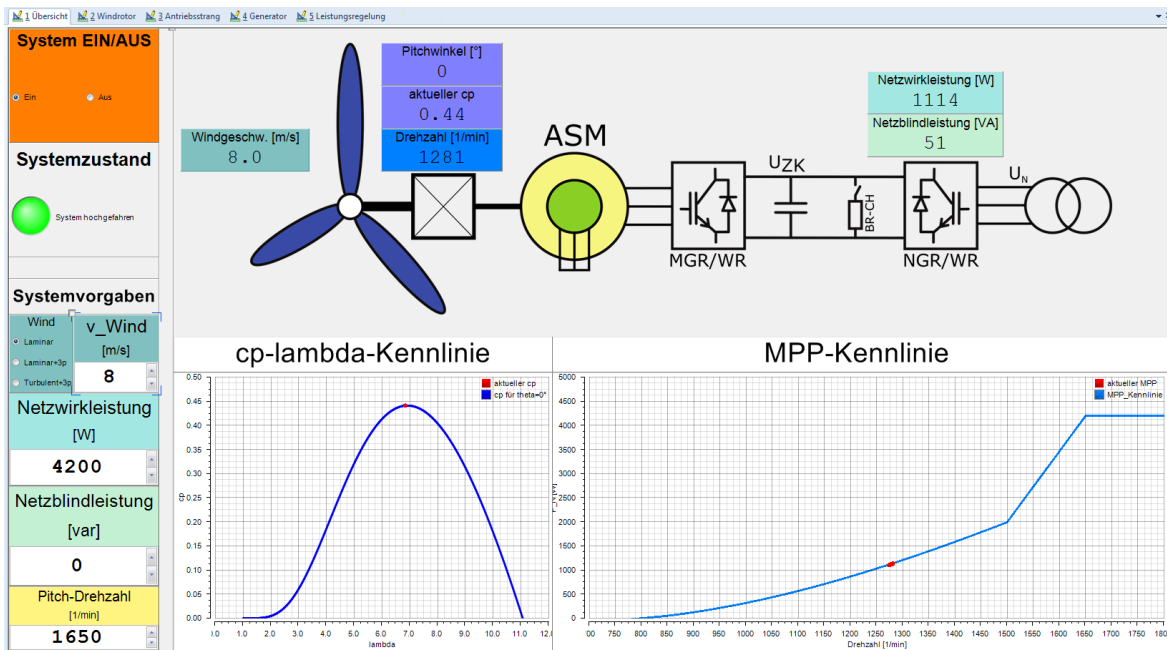 1 Übersicht 2 Windrotor 3 Antriebsstrang 4 Generator 5 Leistungsregelung
System EIN/AUS
Ein Aus
Systemzustand
System hochgefahren
Systemvorgaben
Wind
Laminar
Laminar+3p
Turbulent+3p
v_Wind
[m/s]
8
Netzwirkleistung
[W]
4200
Netzblindleistung
[var]
0
Pitch-Drehzahl
[1/min]
1650
Windgeschw. [m/s]
8.0
Pitchwinkel [°]
0
aktueller cp
0.44
Drehzahl [1/min]
1281
ASM
MGR/WR
UZK
BR-CH
Netzwirkleistung [W]
1114
Netzblindleistung [VA]
51
NGR/WR
UN
cp-lambda-Kennlinie
aktueller cp
cp für theta=0°
0.50
0.45
0.40
0.35
0.30
0.25
0.20
0.15
0.10
0.05
0.00
cp
.0 1.0 2.0 3.0 4.0 5.0 6.0 7.0 8.0 9.0 10.0 11.0 12.0
lambda
MPP-Kennlinie
aktueller MPP
MPP_Kennlinie
5000
4500
4000
3500
3000
2500
2000
1500
1000
500
0
P_N [W]
00 750 800 850 900 950 1000 1050 1100 1150 1200 1250 1300 1350 1400 1450 1500 1550 1600 1650 1700 1750 180
Drehzahl [1/min]